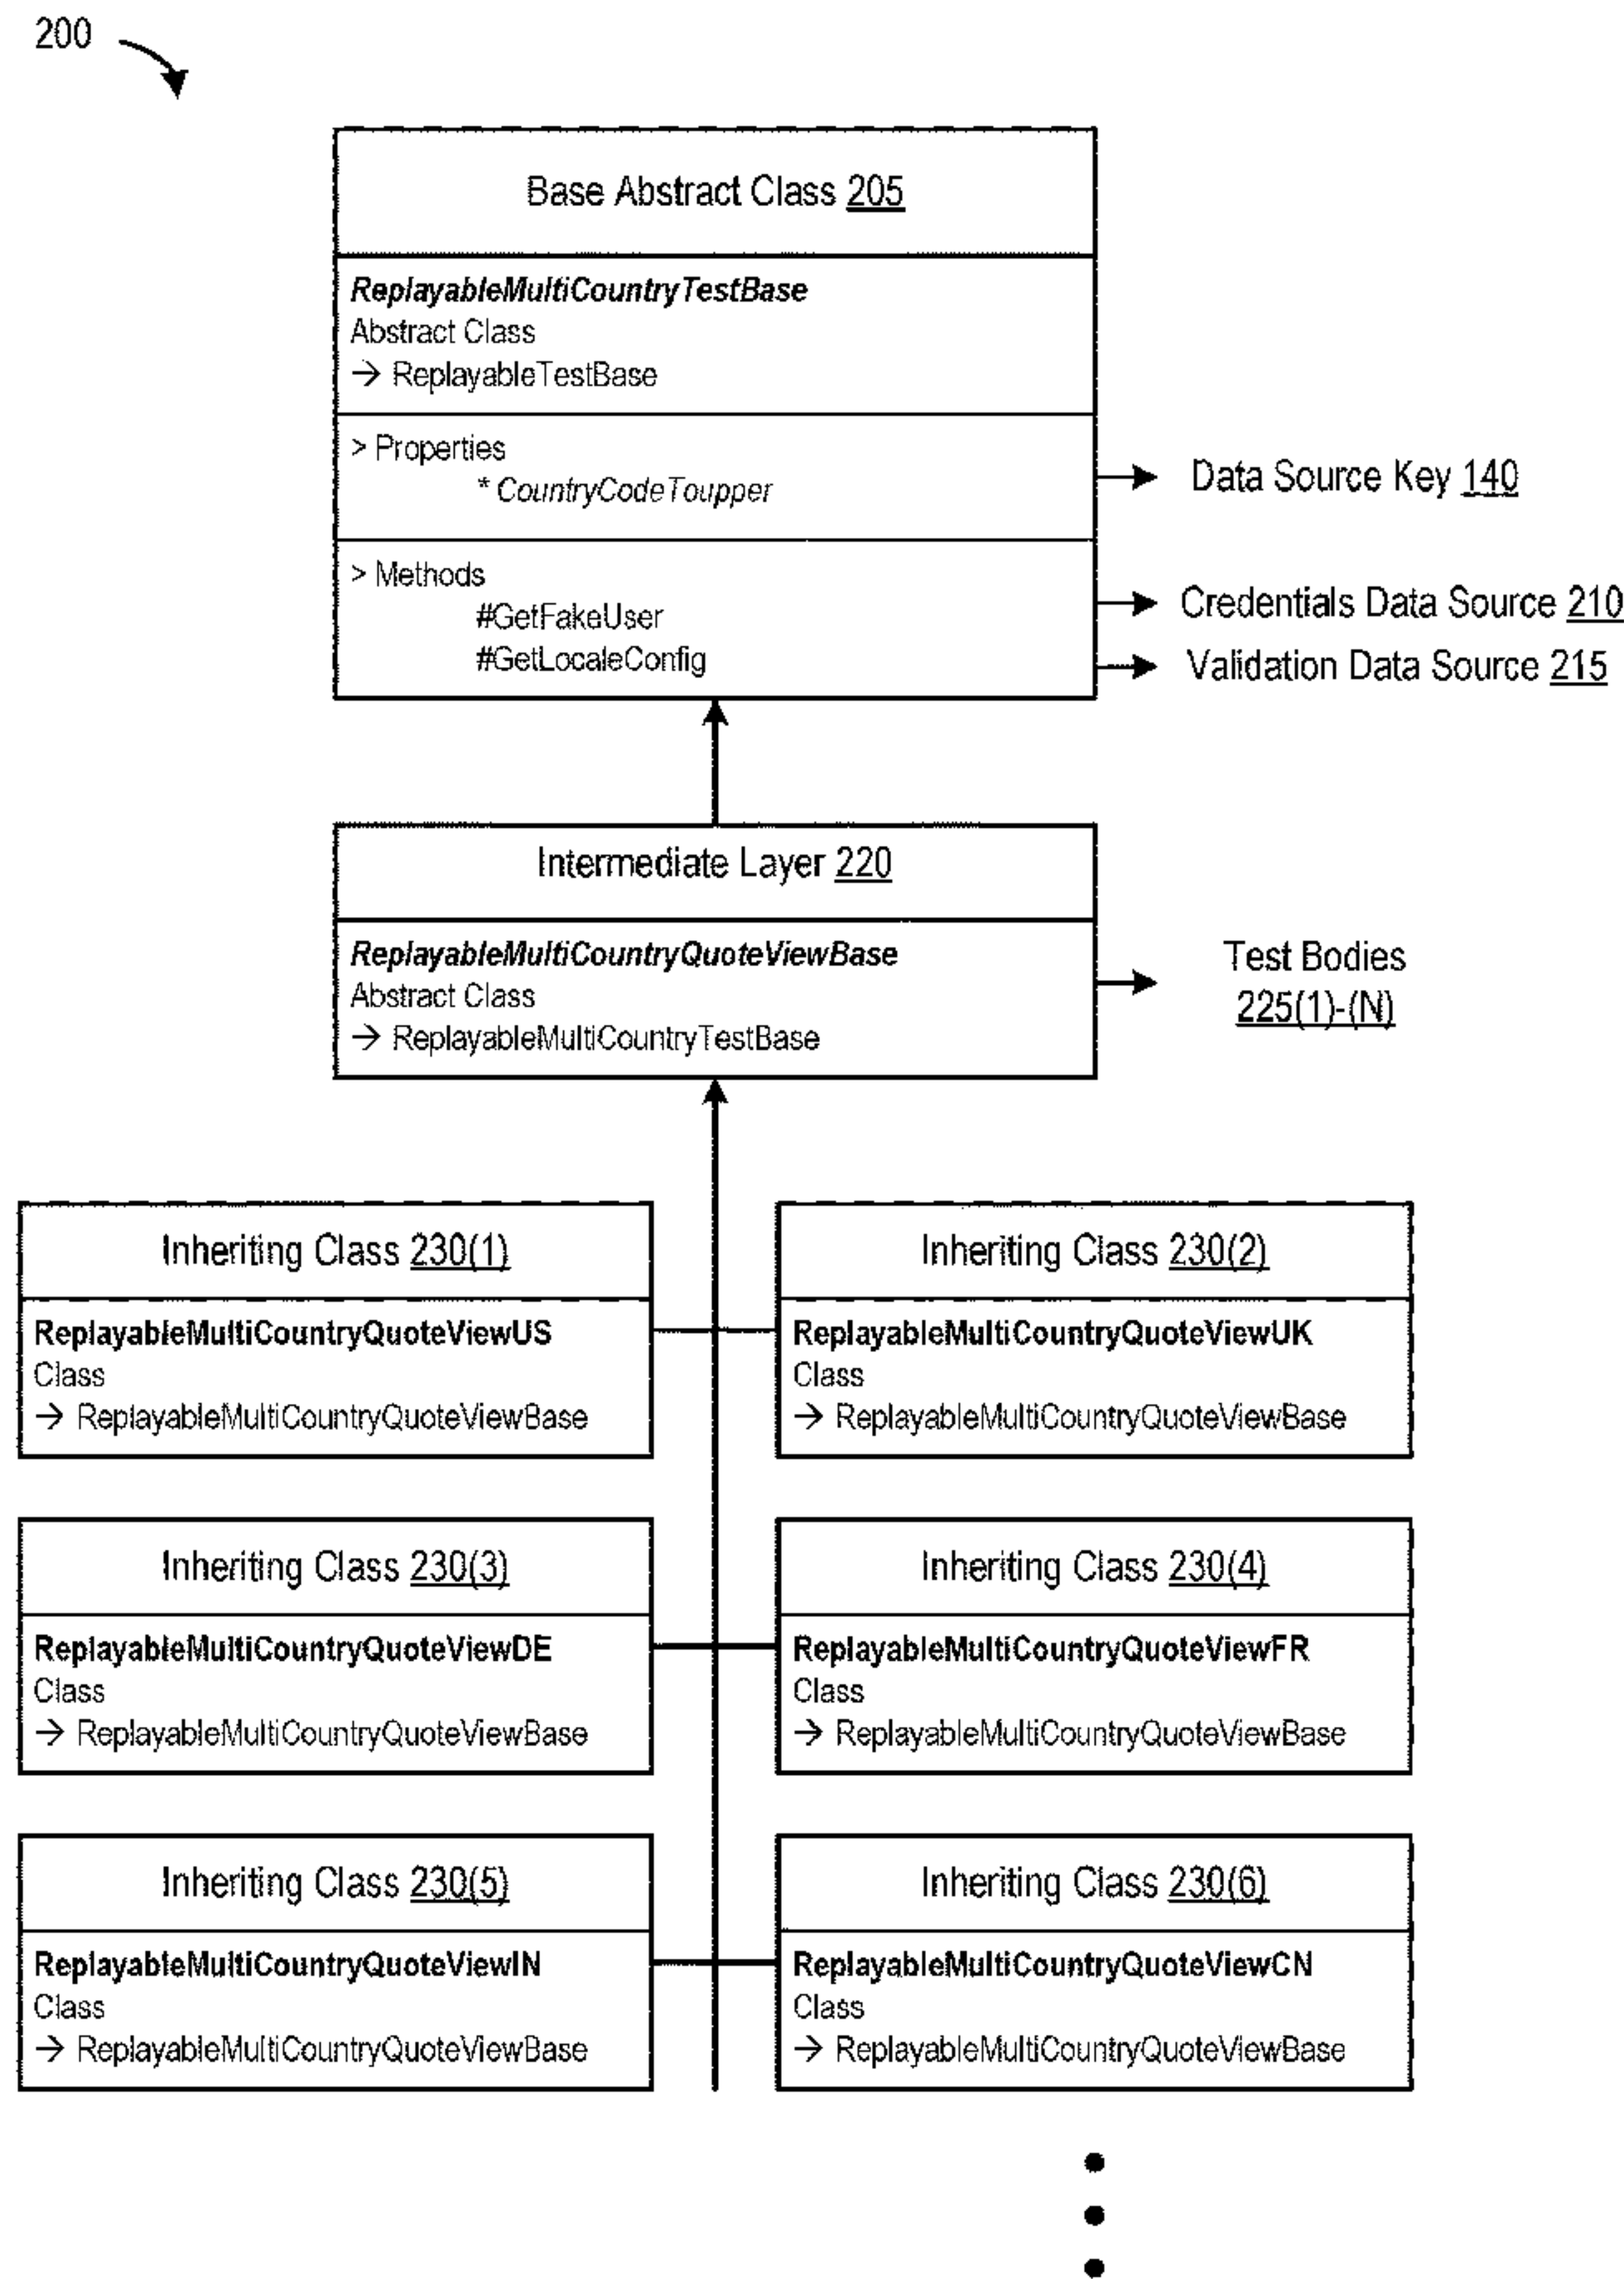 200
Base Abstract Class 205
ReplayableMultiCountryTestBase
Abstract Class
→ ReplayableTestBase
> Properties
* CountryCodeToupper
Data Source Key 140
> Methods
#GetFakeUser
#GetLocaleConfig
Credentials Data Source 210
Validation Data Source 215
Intermediate Layer 220
ReplayableMultiCountryQuoteViewBase
Abstract Class
→ ReplayableMultiCountryTestBase
Test Bodies
225(1)-(N)
Inheriting Class 230(1)
ReplayableMultiCountryQuoteViewUS
Class
→ ReplayableMultiCountryQuoteViewBase
Inheriting Class 230(2)
ReplayableMultiCountryQuoteViewUK
Class
→ ReplayableMultiCountryQuoteViewBase
Inheriting Class 230(3)
ReplayableMultiCountryQuoteViewDE
Class
→ ReplayableMultiCountryQuoteViewBase
Inheriting Class 230(4)
ReplayableMultiCountryQuoteViewFR
Class
→ ReplayableMultiCountryQuoteViewBase
Inheriting Class 230(5)
ReplayableMultiCountryQuoteViewIN
Class
→ ReplayableMultiCountryQuoteViewBase
Inheriting Class 230(6)
ReplayableMultiCountryQuoteViewCN
Class
→ ReplayableMultiCountryQuoteViewBase